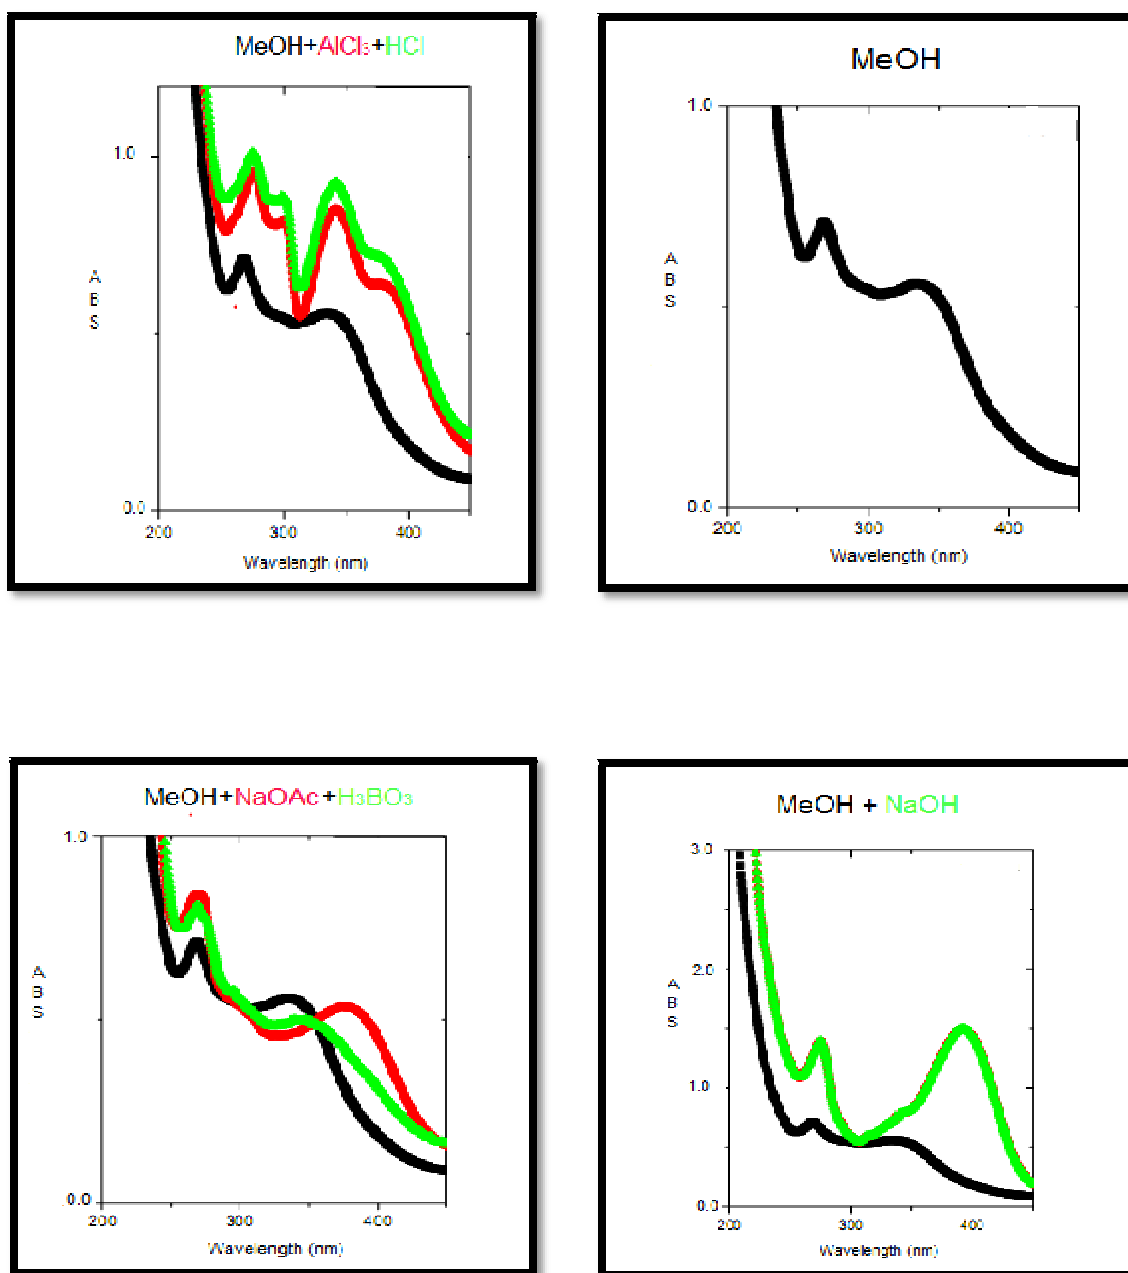 MeOH+AlCl₃+HCl
1.0
A
B
S
0.0
200
300
400
Wavelength (nm)
MeOH
1.0
A
B
S
0.0
200
300
400
Wavelength (nm)
MeOH+NaOAc+H₃BO₃
1.0
A
B
S
0.0
200
300
400
Wavelength (nm)
MeOH + NaOH
3.0
2.0
A
B
S
1.0
0.0
200
300
400
Wavelength (nm)